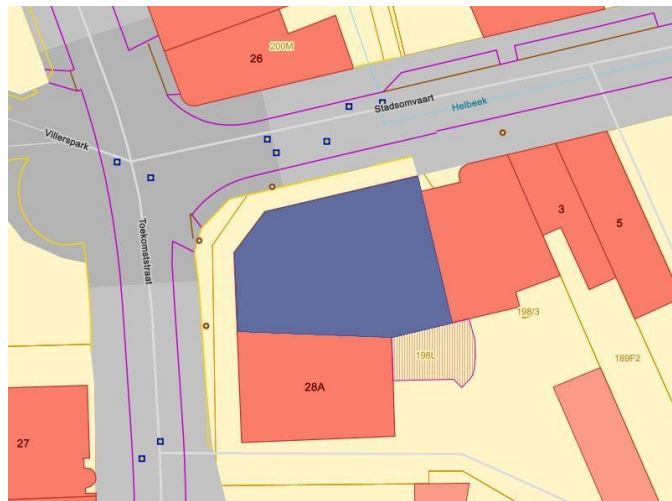 200M
26
Stadsomvaart
Helbeek
Villerspark
Toekomststraat
3
5
198/3
198L
189F2
28A
27